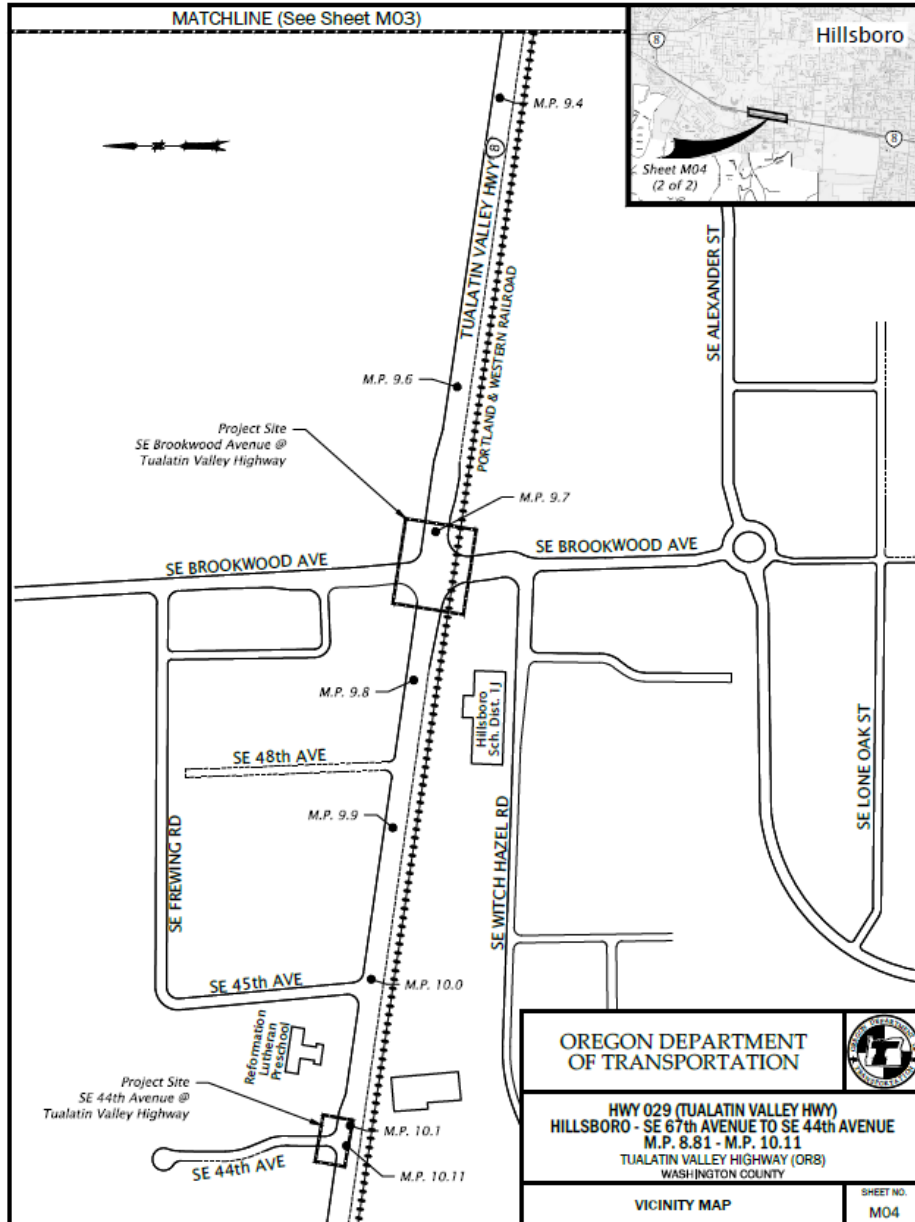 MATCHLINE (See Sheet M03)
Hillsboro
8
8
Sheet M04
(2 of 2)
M.P. 9.4
8
TUALATIN VALLEY HWY
PORTLAND & WESTERN RAILROAD
SE ALEXANDER ST
M.P. 9.6
Project Site
SE Brookwood Avenue @
Tualatin Valley Highway
M.P. 9.7
SE BROOKWOOD AVE
SE BROOKWOOD AVE
M.P. 9.8
Hillsboro
Sch. Dist. 1J
SE 48th AVE
M.P. 9.9
SE FREWING RD
SE WITCH HAZEL RD
SE LONE OAK ST
SE 45th AVE
M.P. 10.0
Reformation
Lutheran
Preschool
Project Site
SE 44th Avenue @
Tualatin Valley Highway
M.P. 10.1
M.P. 10.11
SE 44th AVE
OREGON DEPARTMENT
OF TRANSPORTATION
OREGON DEPARTMENT
TRANSPORTATION
HWY 029 (TUALATIN VALLEY HWY)
HILLSBORO - SE 67th AVENUE TO SE 44th AVENUE
M.P. 8.81 - M.P. 10.11
TUALATIN VALLEY HIGHWAY (OR8)
WASHINGTON COUNTY
VICINITY MAP
SHEET NO.
M04